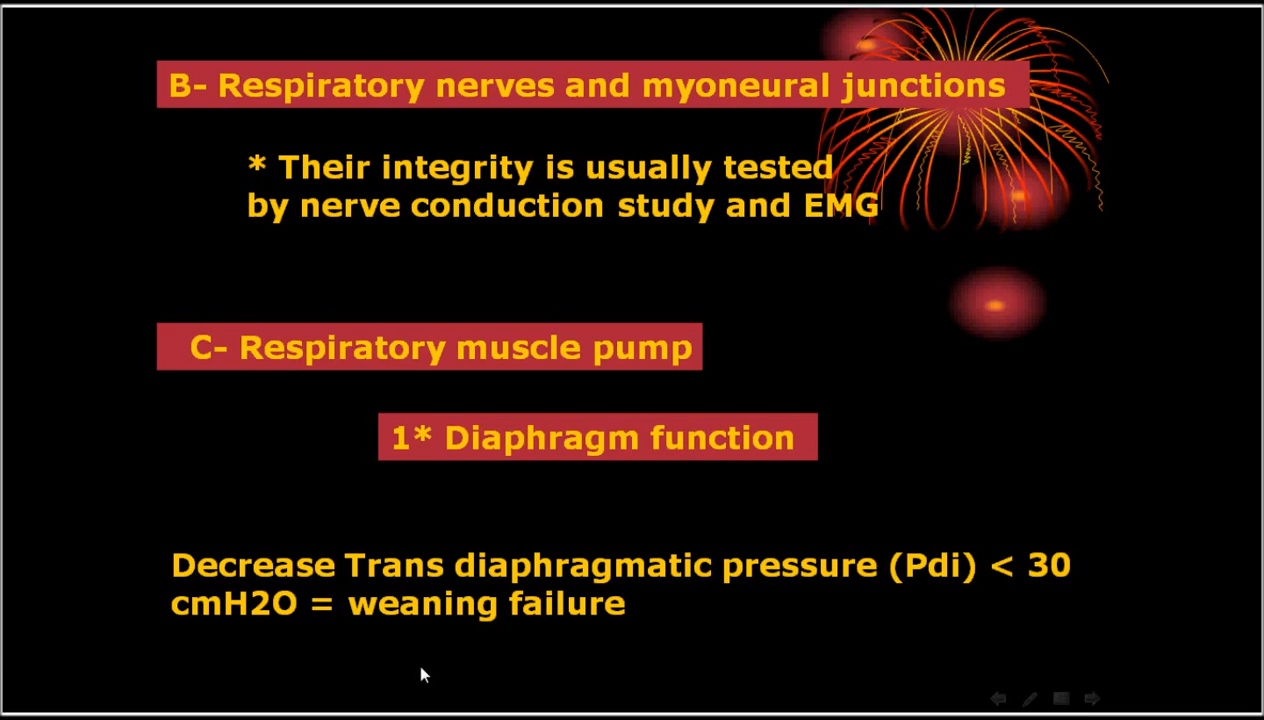 B- Respiratory nerves and myoneural junctions
* Their integrity is usually tested
by nerve conduction study and EMG
C- Respiratory muscle pump
1* Diaphragm function
Decrease Trans diaphragmatic pressure (Pdi) < 30
cmH2O = weaning failure